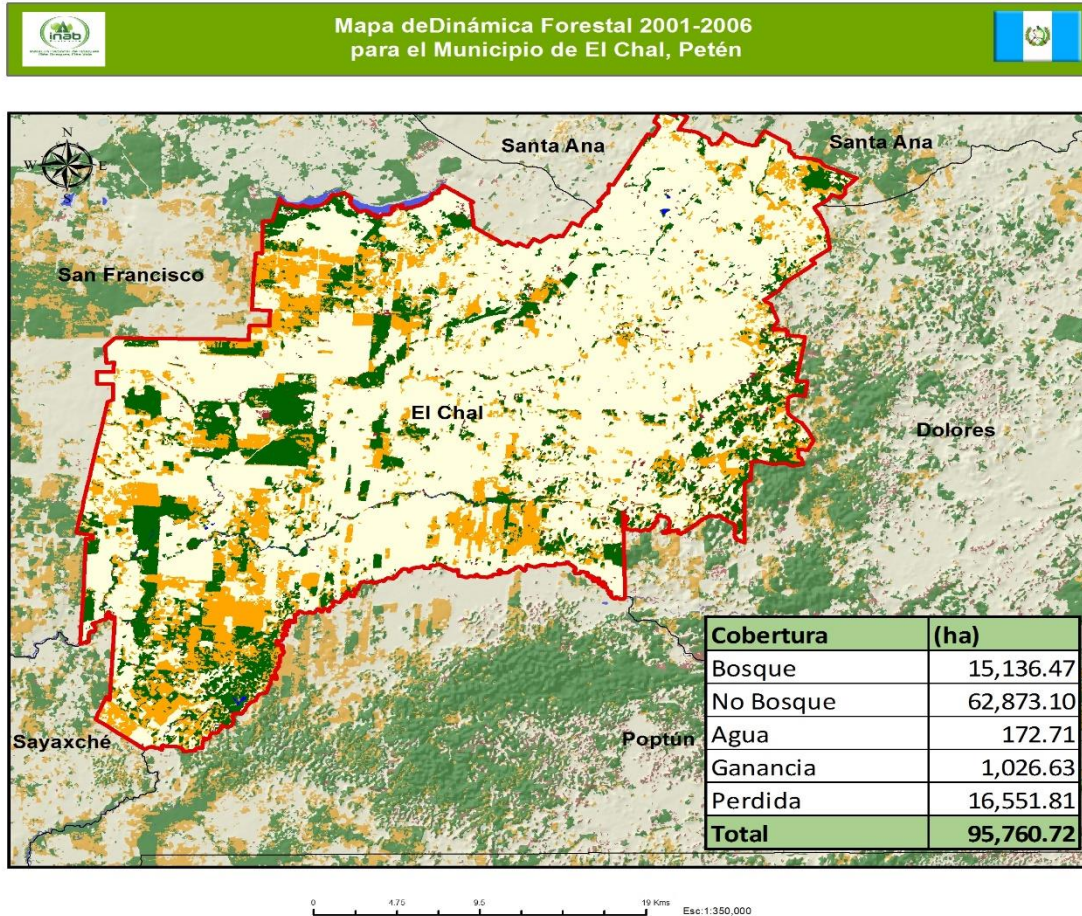 inab
Mapa deDinámica Forestal 2001-2006
para el Municipio de El Chal, Petén
N
W E
S
Santa Ana
Santa Ana
San Francisco
El Chal
Dolores
Sayaxché
Poptún
Cobertura (ha)
Bosque 15,136.47
No Bosque 62,873.10
Agua 172.71
Ganancia 1,026.63
Perdida 16,551.81
Total 95,760.72
0 4.75 9.5 19 Kms
Esc:1:350,000